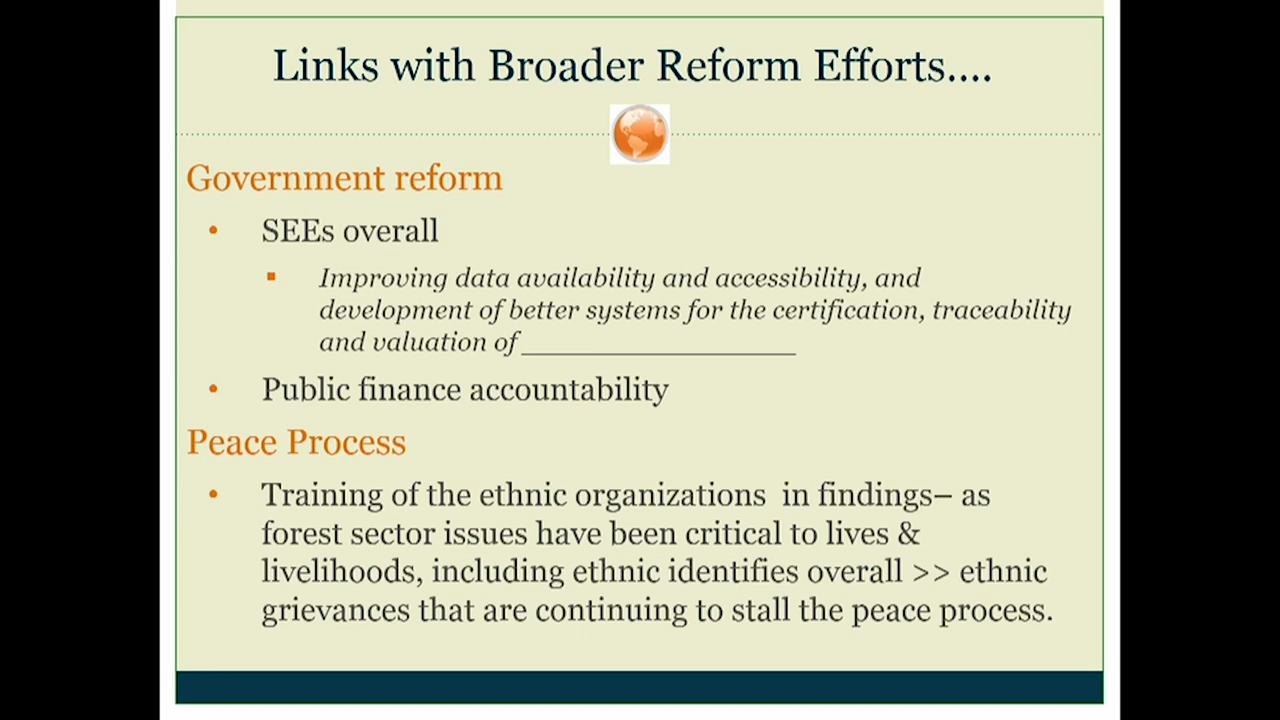 Links with Broader Reform Efforts....
Government reform
• SEEs overall
▪ Improving data availability and accessibility, and
development of better systems for the certification, traceability
and valuation of ___________________
• Public finance accountability
Peace Process
• Training of the ethnic organizations in findings– as
forest sector issues have been critical to lives &
livelihoods, including ethnic identifies overall >> ethnic
grievances that are continuing to stall the peace process.